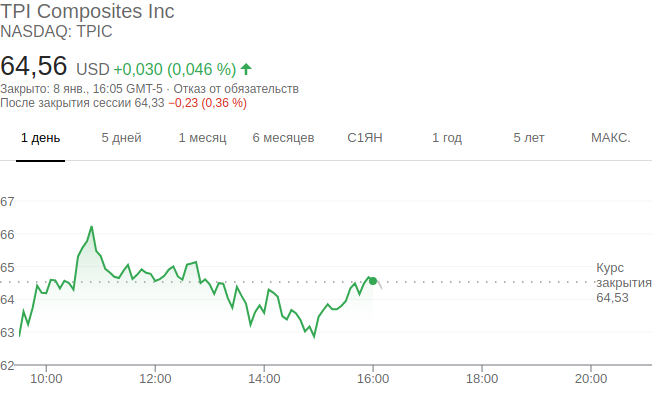 TPI Composites Inc
NASDAQ: TPIC
64,56 USD +0,030 (0,046 %)
Закрыто: 8 янв., 16:05 GMT-5 · Отказ от обязательств
После закрытия сессии 64,33 −0,23 (0,36 %)
1 день 5 дней 1 месяц 6 месяцев С1ЯН 1 год 5 лет МАКС.
67
66
65
64
63
62
Курс
закрытия
64,53
10:00 12:00 14:00 16:00 18:00 20:00